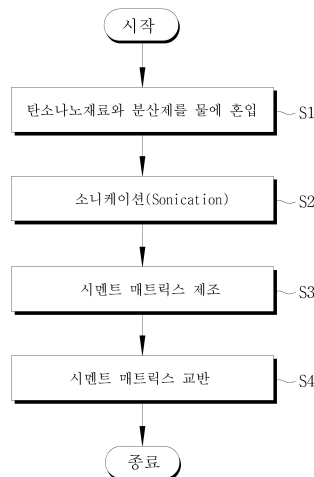 시작
탄소나노재료와 분산제를 물에 혼입 S1
소니케이션(Sonication) S2
시멘트 매트릭스 제조 S3
시멘트 매트릭스 교반 S4
종료